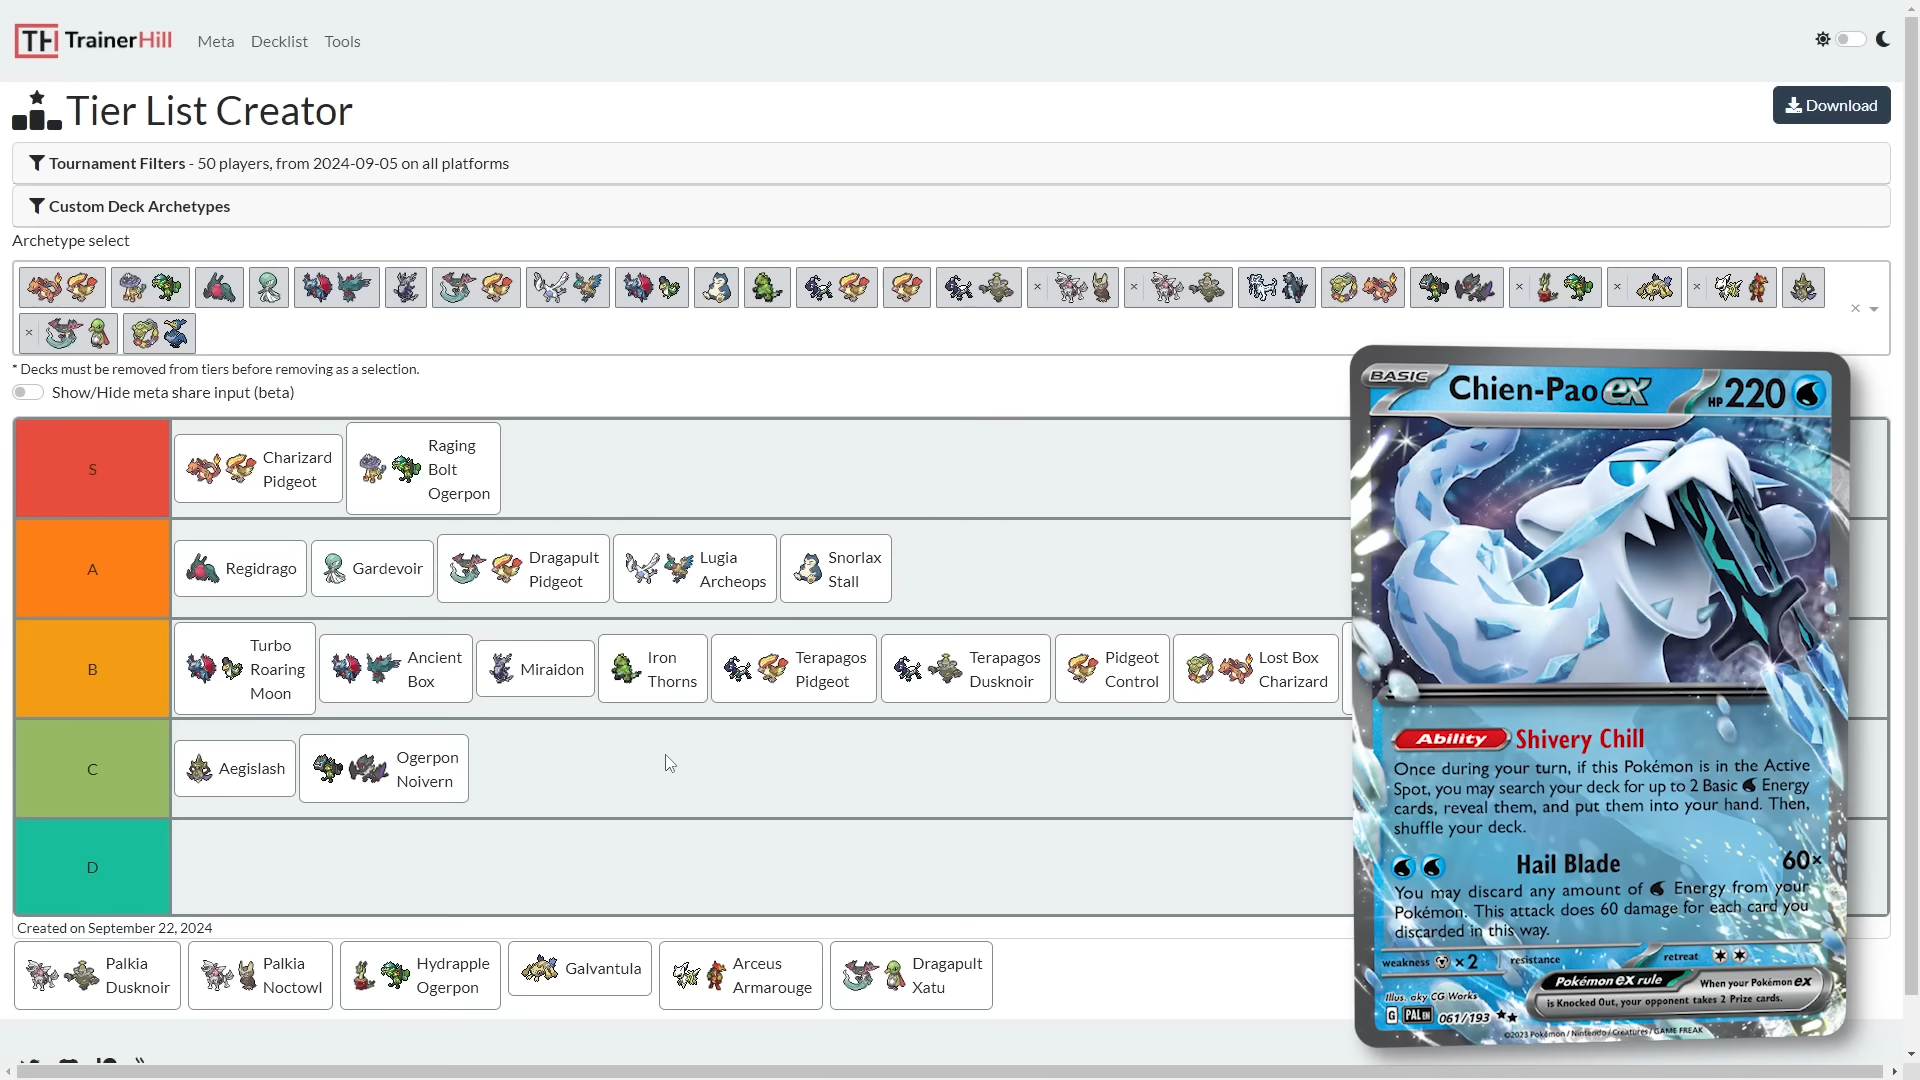 TH TrainerHill
Meta
Decklist
Tools
Tier List Creator
Download
Tournament Filters - 50 players, from 2024-09-05 on all platforms
Custom Deck Archetypes
Archetype select
* Decks must be removed from tiers before removing as a selection.
Show/Hide meta share input (beta)
S
Charizard
Pidgeot
Raging
Bolt
Ogerpon
A
Regidrago
Gardevoir
Dragapult
Pidgeot
Lugia
Archeops
Snorlax
Stall
B
Turbo
Roaring
Moon
Ancient
Box
Miraidon
Iron
Thorns
Terapagos
Pidgeot
Terapagos
Dusknoir
Pidgeot
Control
Lost Box
Charizard
C
Aegislash
Ogerpon
Noivern
D
Created on September 22, 2024
Palkia
Dusknoir
Palkia
Noctowl
Hydrapple
Ogerpon
Galvantula
Arceus
Armarouge
Dragapult
Xatu
BASIC
Chien-Pao ex
HP 220
Ability Shivery Chill
Once during your turn, if this Pokémon is in the Active
Spot, you may search your deck for up to 2 Basic Energy
cards, reveal them, and put them into your hand. Then,
shuffle your deck.
Hail Blade 60×
You may discard any amount of Energy from your
Pokémon. This attack does 60 damage for each card you
discarded in this way.
weakness ×2 resistance retreat
Pokémon ex rule When your Pokémon ex
is Knocked Out, your opponent takes 2 Prize cards.
Illus. aky CG Works
G PAL EN 061/193
©2023 Pokémon / Nintendo / Creatures / GAME FREAK